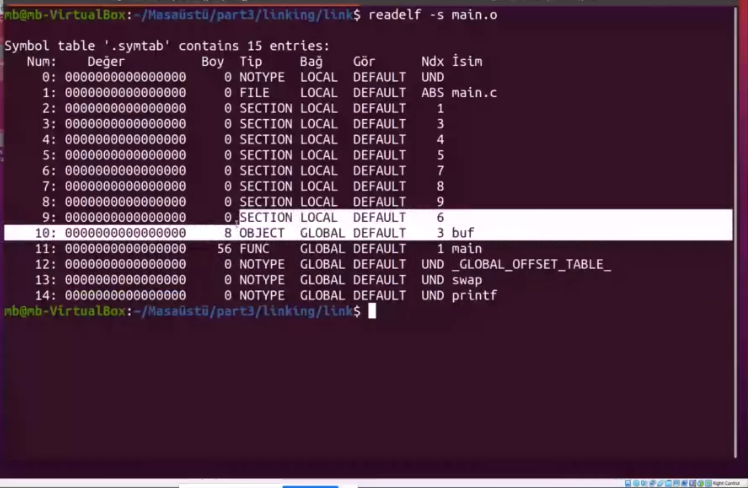 mb@mb-VirtualBox:~/Masaüstü/part3/linking/link$ readelf -s main.o
Symbol table '.symtab' contains 15 entries:
Num: Değer Boy Tip Bağ Gör Ndx İsim
0: 0000000000000000 0 NOTYPE LOCAL DEFAULT UND
1: 0000000000000000 0 FILE LOCAL DEFAULT ABS main.c
2: 0000000000000000 0 SECTION LOCAL DEFAULT 1
3: 0000000000000000 0 SECTION LOCAL DEFAULT 3
4: 0000000000000000 0 SECTION LOCAL DEFAULT 4
5: 0000000000000000 0 SECTION LOCAL DEFAULT 5
6: 0000000000000000 0 SECTION LOCAL DEFAULT 7
7: 0000000000000000 0 SECTION LOCAL DEFAULT 8
8: 0000000000000000 0 SECTION LOCAL DEFAULT 9
9: 0000000000000000 0 SECTION LOCAL DEFAULT 6
10: 0000000000000000 8 OBJECT GLOBAL DEFAULT 3 buf
11: 0000000000000000 56 FUNC GLOBAL DEFAULT 1 main
12: 0000000000000000 0 NOTYPE GLOBAL DEFAULT UND _GLOBAL_OFFSET_TABLE_
13: 0000000000000000 0 NOTYPE GLOBAL DEFAULT UND swap
14: 0000000000000000 0 NOTYPE GLOBAL DEFAULT UND printf
mb@mb-VirtualBox:~/Masaüstü/part3/linking/link$
Right Control